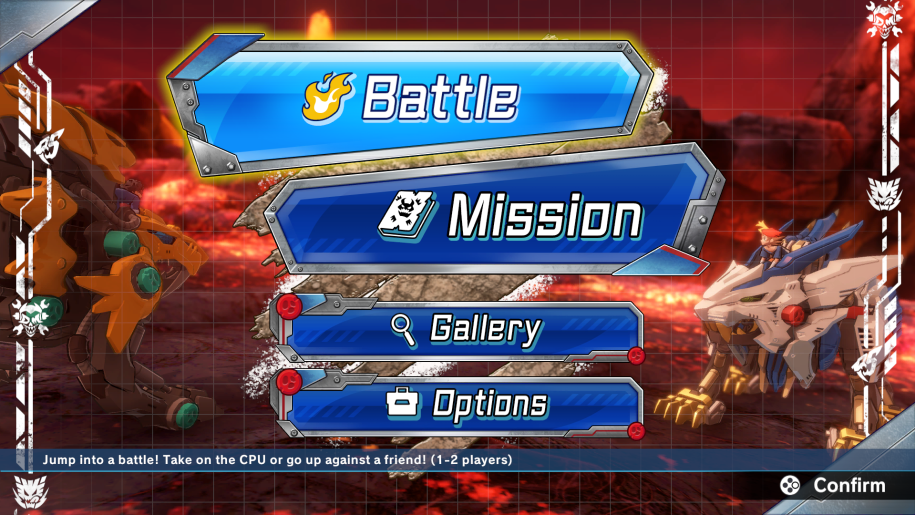 Battle
Mission
Gallery
Options
Jump into a battle! Take on the CPU or go up against a friend! (1-2 players)
Confirm